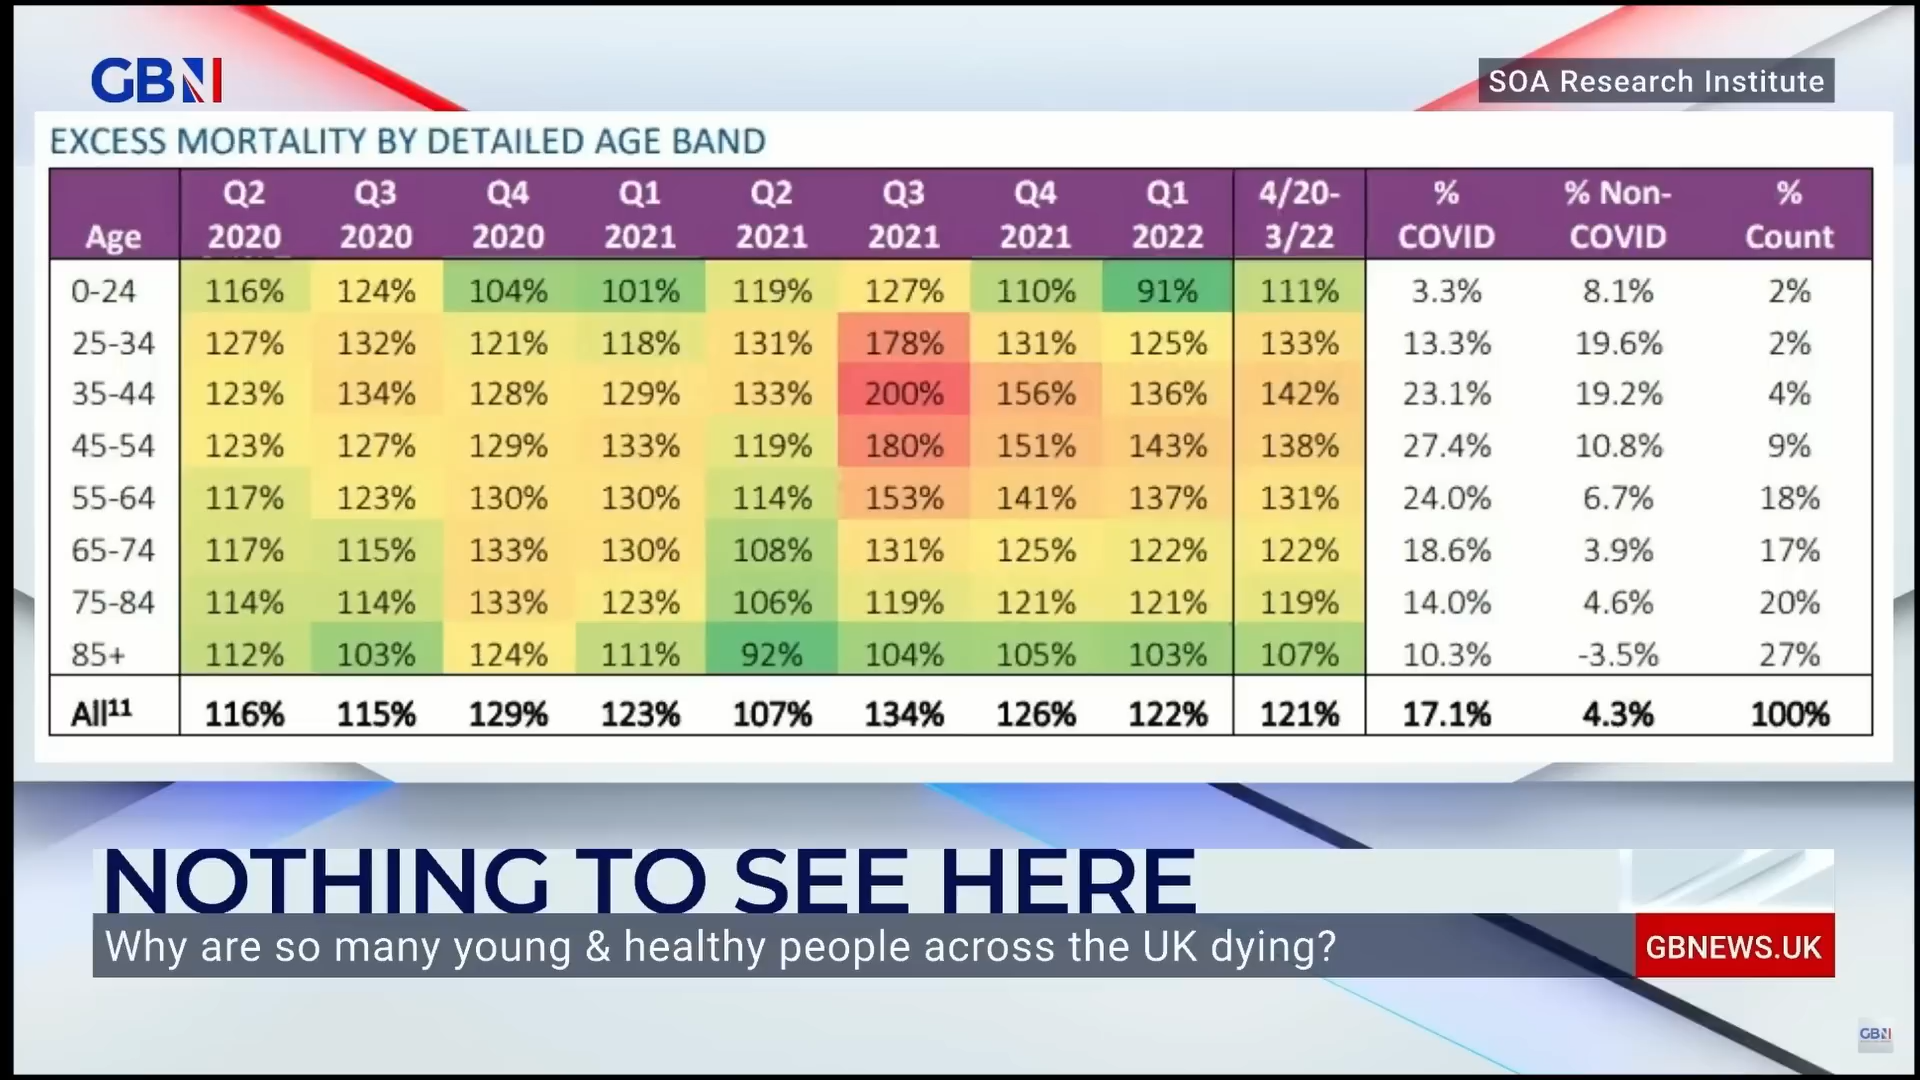 GBN
SOA Research Institute
EXCESS MORTALITY BY DETAILED AGE BAND
Age Q2 2020 Q3 2020 Q4 2020 Q1 2021 Q2 2021 Q3 2021 Q4 2021 Q1 2022 4/20-3/22 % COVID % Non-COVID % Count
0-24 116% 124% 104% 101% 119% 127% 110% 91% 111% 3.3% 8.1% 2%
25-34 127% 132% 121% 118% 131% 178% 131% 125% 133% 13.3% 19.6% 2%
35-44 123% 134% 128% 129% 133% 200% 156% 136% 142% 23.1% 19.2% 4%
45-54 123% 127% 129% 133% 119% 180% 151% 143% 138% 27.4% 10.8% 9%
55-64 117% 123% 130% 130% 114% 153% 141% 137% 131% 24.0% 6.7% 18%
65-74 117% 115% 133% 130% 108% 131% 125% 122% 122% 18.6% 3.9% 17%
75-84 114% 114% 133% 123% 106% 119% 121% 121% 119% 14.0% 4.6% 20%
85+ 112% 103% 124% 111% 92% 104% 105% 103% 107% 10.3% -3.5% 27%
All¹¹ 116% 115% 129% 123% 107% 134% 126% 122% 121% 17.1% 4.3% 100%
NOTHING TO SEE HERE
Why are so many young & healthy people across the UK dying?
GBNEWS.UK
GBN